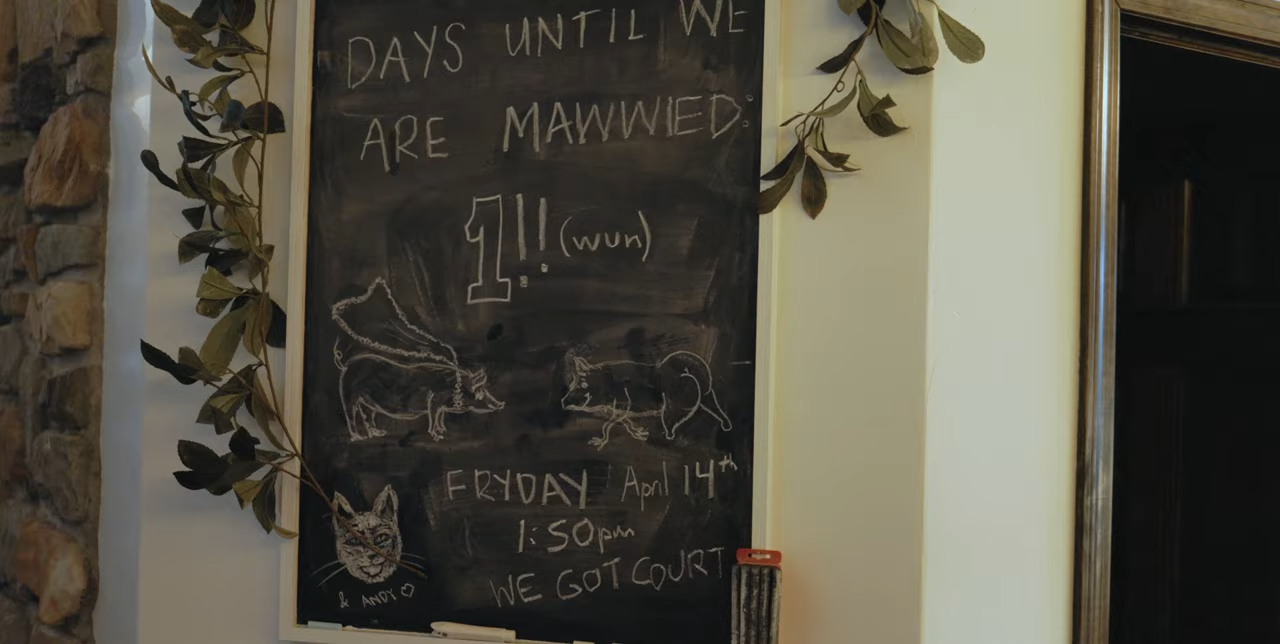 DAYS UNTIL WE
ARE MAWWIED:
1!! (wun)
FRYDAY April 14th
1:50pm
WE GOT COURT
& ANDY ♡